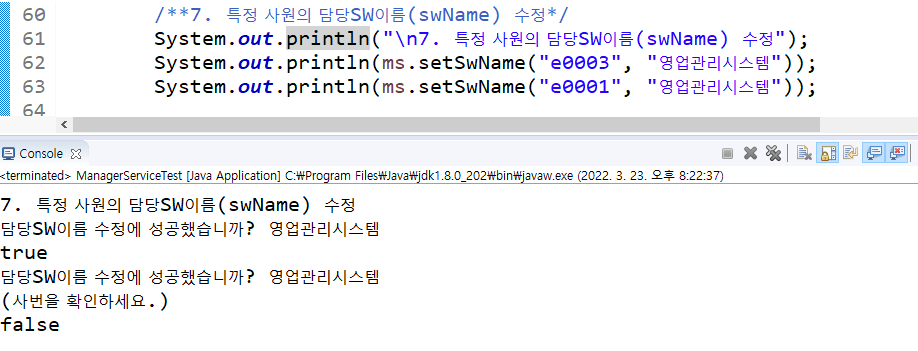 60 /**7. 특정 사원의 담당SW이름(swName) 수정*/
61 System.out.println("\n7. 특정 사원의 담당SW이름(swName) 수정");
62 System.out.println(ms.setSwName("e0003", "영업관리시스템"));
63 System.out.println(ms.setSwName("e0001", "영업관리시스템"));
64
Console
<terminated> ManagerServiceTest [Java Application] C:₩Program Files₩Java₩jdk1.8.0_202₩bin₩javaw.exe (2022. 3. 23. 오후 8:22:37)
7. 특정 사원의 담당SW이름(swName) 수정
담당SW이름 수정에 성공했습니까? 영업관리시스템
true
담당SW이름 수정에 성공했습니까? 영업관리시스템
(사번을 확인하세요.)
false